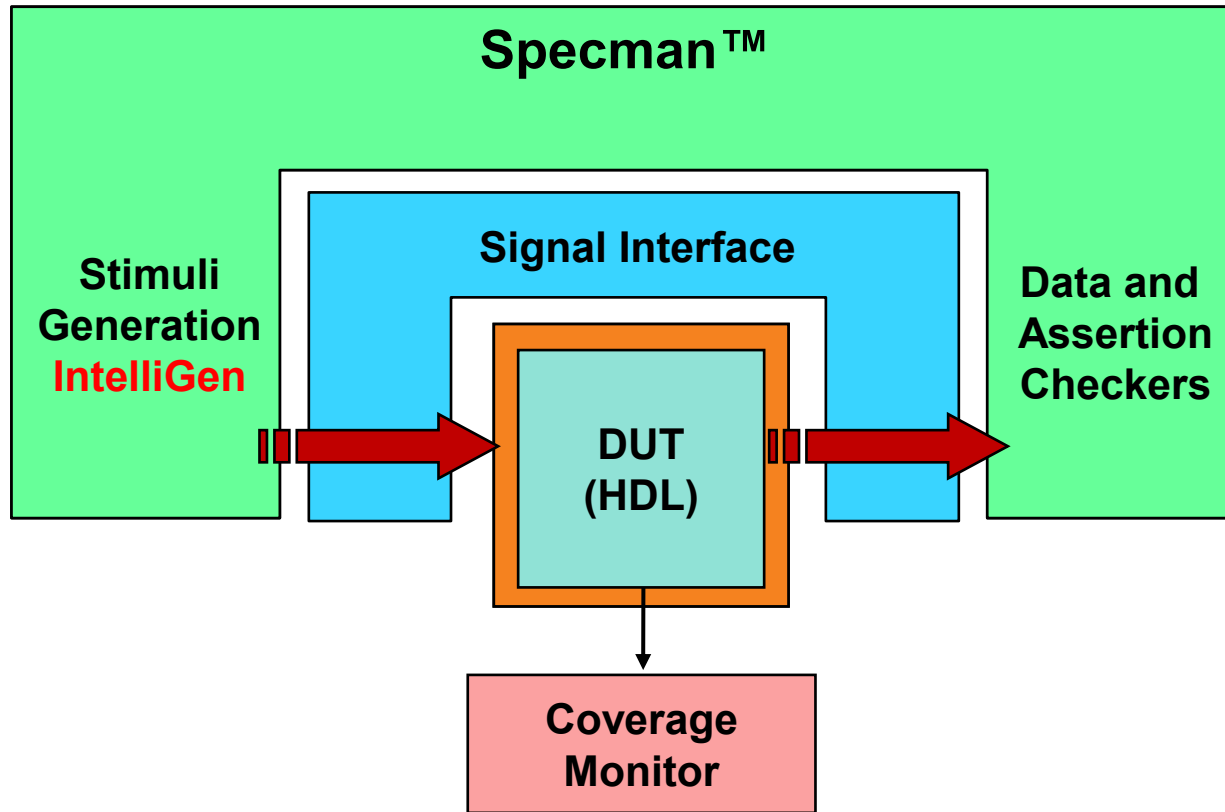 Specman™
Signal Interface
Stimuli
Generation
IntelliGen
Data and
Assertion
Checkers
DUT
(HDL)
Coverage
Monitor